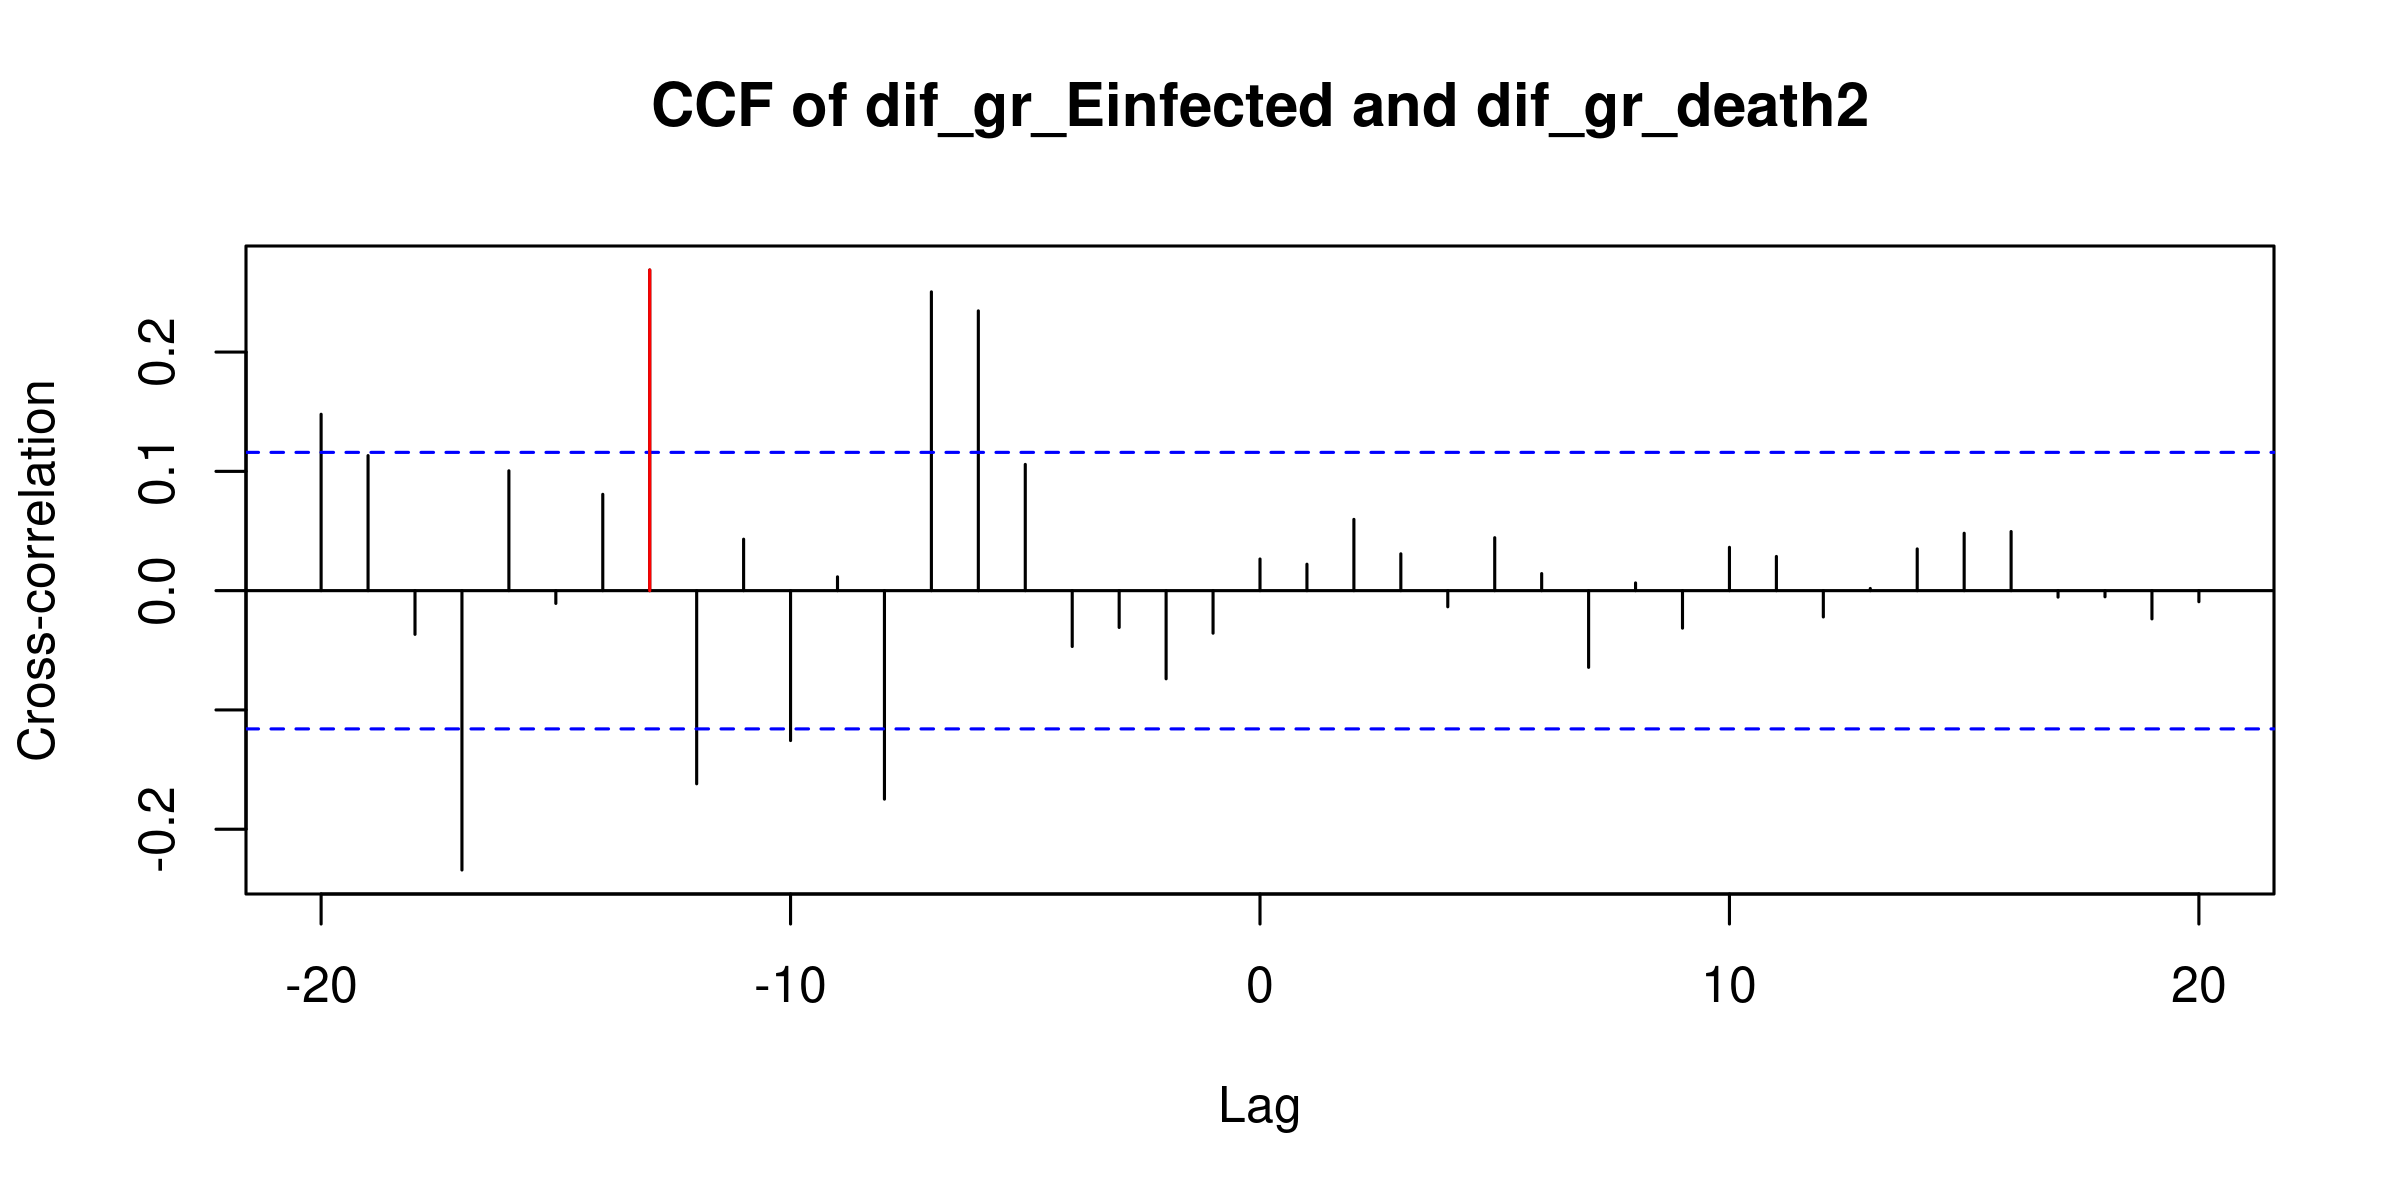 CCF of dif_gr_Einfected and dif_gr_death2
Cross-correlation
0.2
0.1
0.0
-0.2
-20 -10 0 10 20
Lag